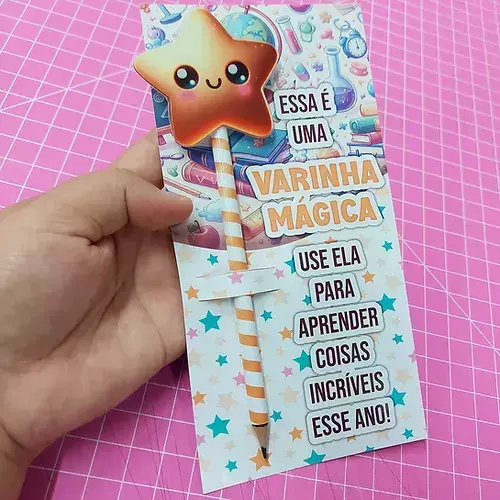 ESSA É
UMA
VARINHA
MÁGICA
USE ELA
PARA
APRENDER
COISAS
INCRÍVEIS
ESSE ANO!